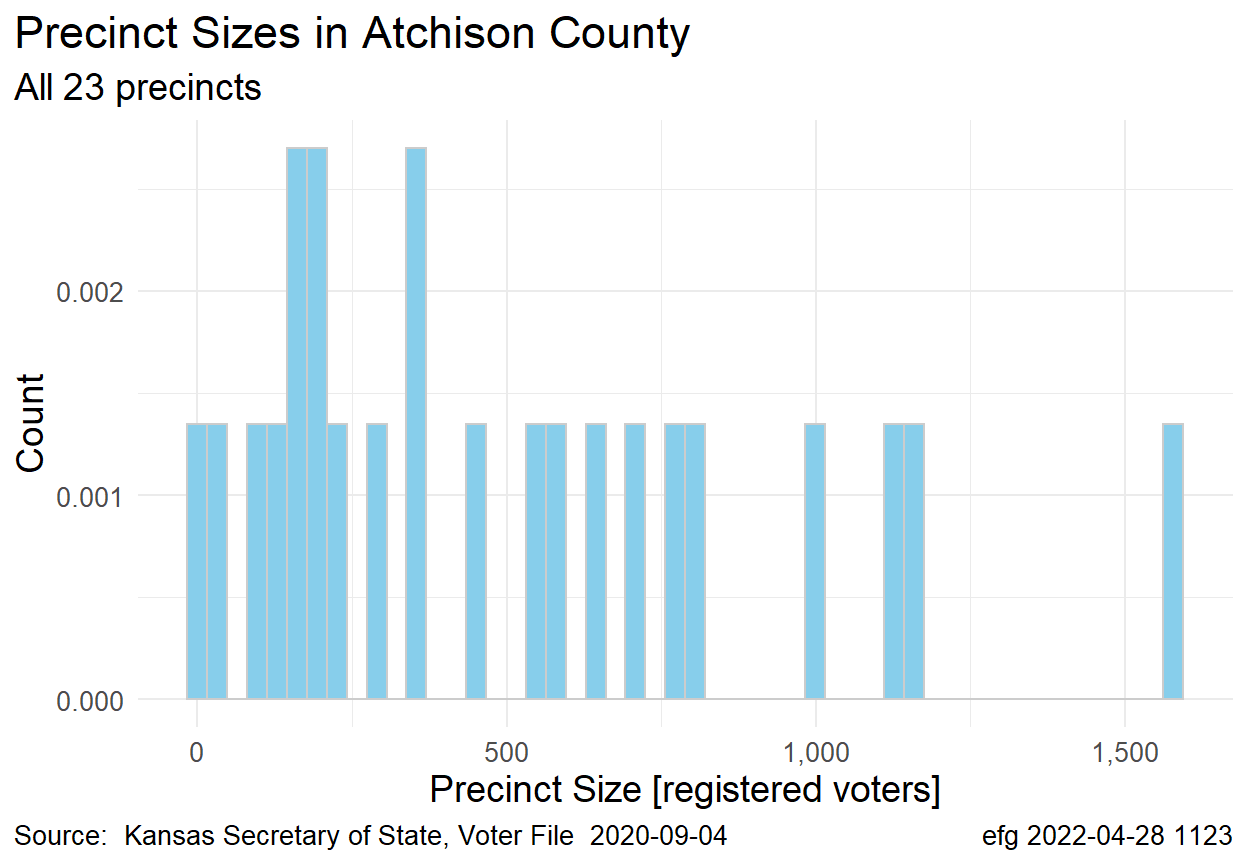 Precinct Sizes in Atchison County
All 23 precincts
Count
0.002
0.001
0.000
0 500 1,000 1,500
Precinct Size [registered voters]
Source:  Kansas Secretary of State, Voter File  2020-09-04
efg 2022-04-28 1123